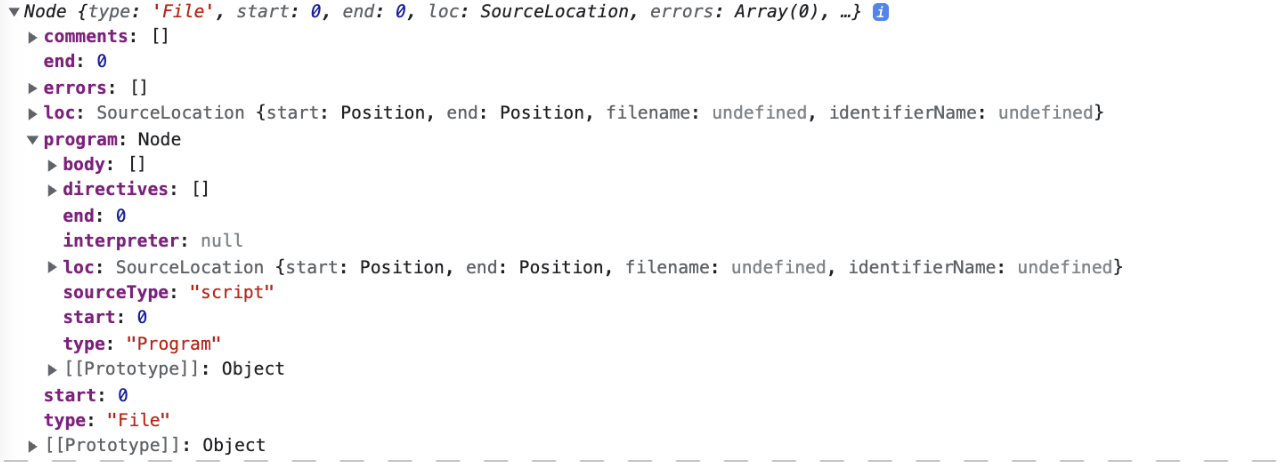 Node {type: 'File', start: 0, end: 0, loc: SourceLocation, errors: Array(0), …} i
comments: []
end: 0
errors: []
loc: SourceLocation {start: Position, end: Position, filename: undefined, identifierName: undefined}
program: Node
body: []
directives: []
end: 0
interpreter: null
loc: SourceLocation {start: Position, end: Position, filename: undefined, identifierName: undefined}
sourceType: "script"
start: 0
type: "Program"
[[Prototype]]: Object
start: 0
type: "File"
[[Prototype]]: Object